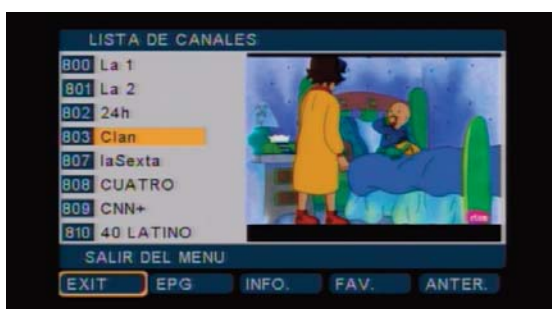 LISTA DE CANALES
800 La 1
801 La 2
802 24h
803 Clan
807 laSexta
808 CUATRO
809 CNN+
810 40 LATINO
SALIR DEL MENU
EXIT EPG INFO. FAV. ANTER.